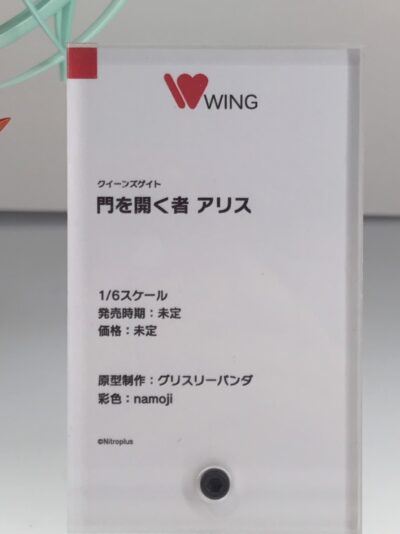 WING
クイーンズゲイト
門を開く者 アリス
1/6スケール
発売時期：未定
価格：未定
原型制作：グリズリーパンダ
彩色：namoji
©Nitroplus